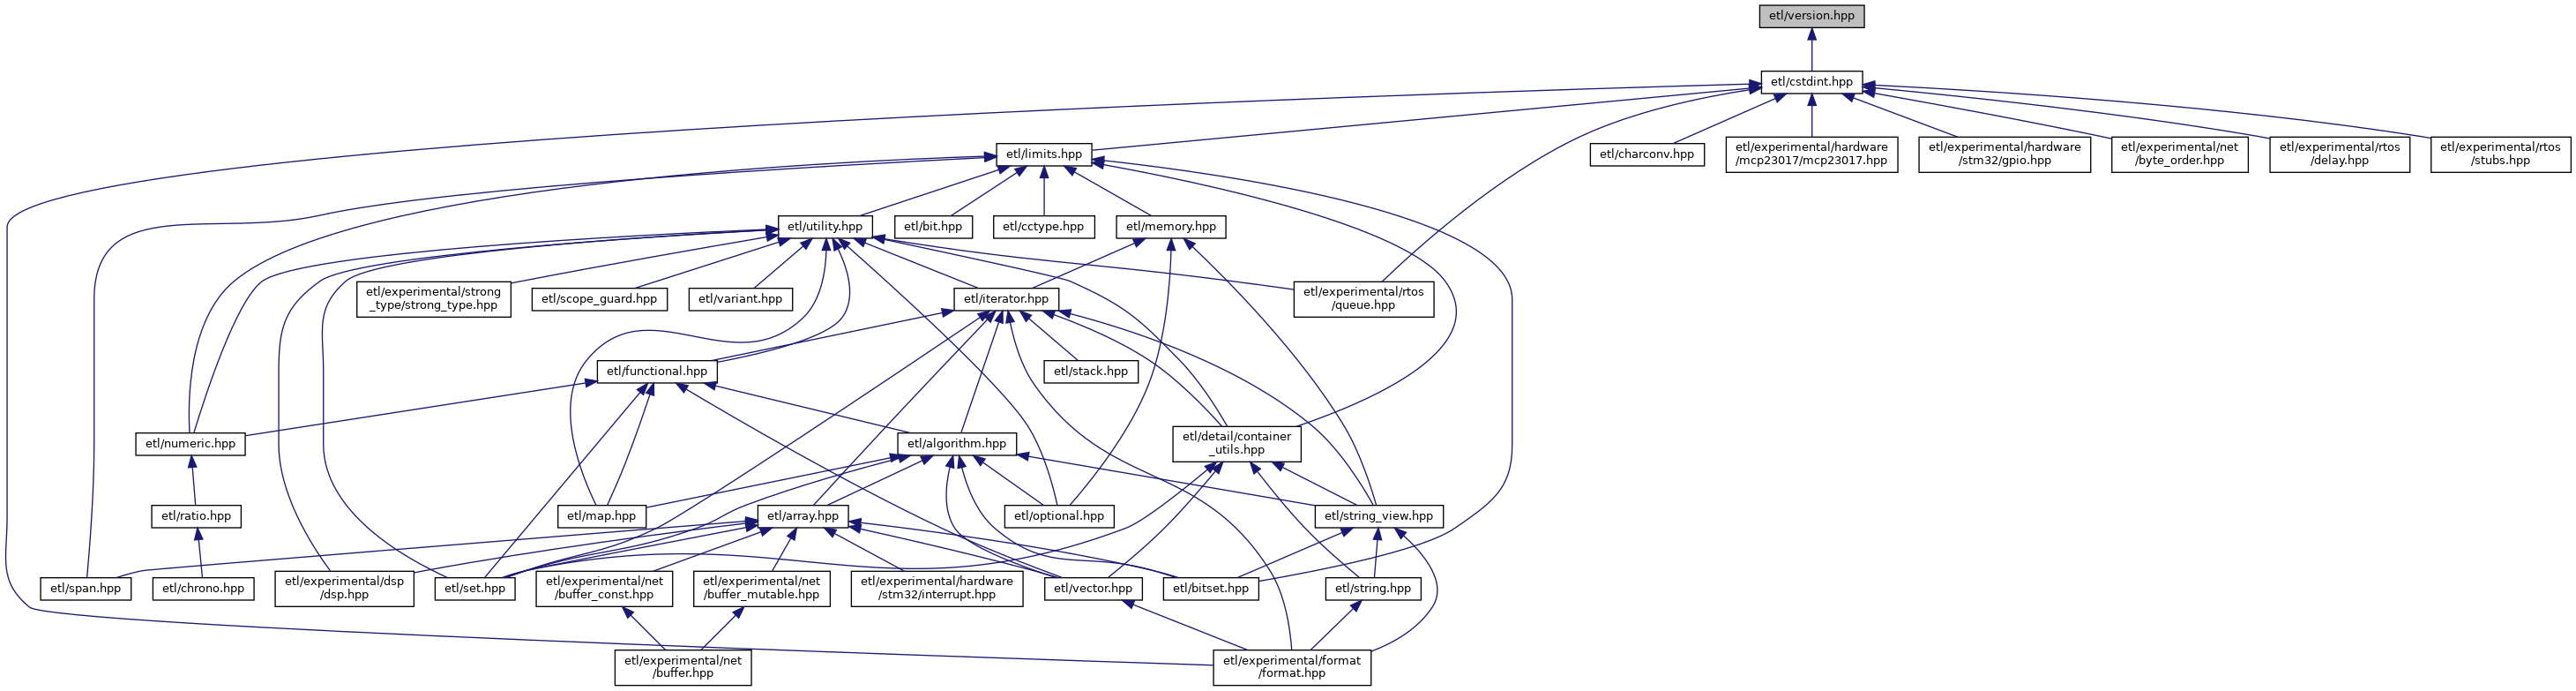 etl/version.hpp
etl/cstdint.hpp
etl/limits.hpp
etl/charconv.hpp
etl/experimental/hardware
/mcp23017/mcp23017.hpp
etl/experimental/hardware
/stm32/gpio.hpp
etl/experimental/net
/byte_order.hpp
etl/experimental/rtos
/delay.hpp
etl/experimental/rtos
/stubs.hpp
etl/utility.hpp
etl/bit.hpp
etl/cctype.hpp
etl/memory.hpp
etl/experimental/strong
_type/strong_type.hpp
etl/scope_guard.hpp
etl/variant.hpp
etl/iterator.hpp
etl/experimental/rtos
/queue.hpp
etl/functional.hpp
etl/stack.hpp
etl/numeric.hpp
etl/algorithm.hpp
etl/detail/container
_utils.hpp
etl/ratio.hpp
etl/map.hpp
etl/array.hpp
etl/optional.hpp
etl/string_view.hpp
etl/span.hpp
etl/chrono.hpp
etl/experimental/dsp
/dsp.hpp
etl/set.hpp
etl/experimental/net
/buffer_const.hpp
etl/experimental/net
/buffer_mutable.hpp
etl/experimental/hardware
/stm32/interrupt.hpp
etl/vector.hpp
etl/bitset.hpp
etl/string.hpp
etl/experimental/net
/buffer.hpp
etl/experimental/format
/format.hpp